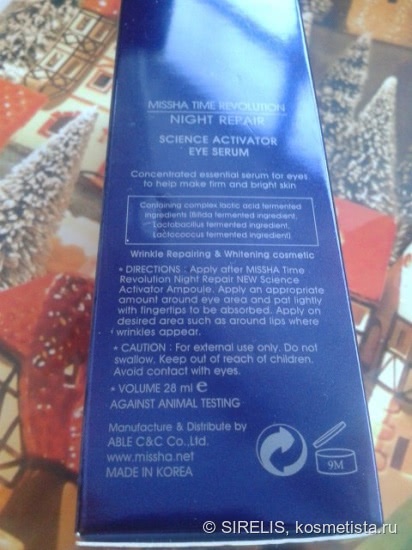 MISSHA TIME REVOLUTION
NIGHT REPAIR
SCIENCE ACTIVATOR
EYE SERUM
Concentrated essential serum for eyes
to help make firm and bright skin
Containing complex lactic acid fermented
ingredients (Bifida fermented ingredient,
Lactobacillus fermented ingredient,
Lactococcus fermented ingredient)
Wrinkle Repairing & Whitening cosmetic
* DIRECTIONS : Apply after MISSHA Time
Revolution Night Repair NEW Science
Activator Ampoule. Apply an appropriate
amount around eye area and pat lightly
with fingertips to be absorbed. Apply on
desired area such as around lips where
wrinkles appear.
* CAUTION : For external use only. Do not
swallow. Keep out of reach of children.
Avoid contact with eyes.
* VOLUME 28 ml e
AGAINST ANIMAL TESTING
Manufacture & Distribute by
ABLE C&C Co.,Ltd.
www.missha.net
MADE IN KOREA
9M
© SIRELIS, kosmetista.ru